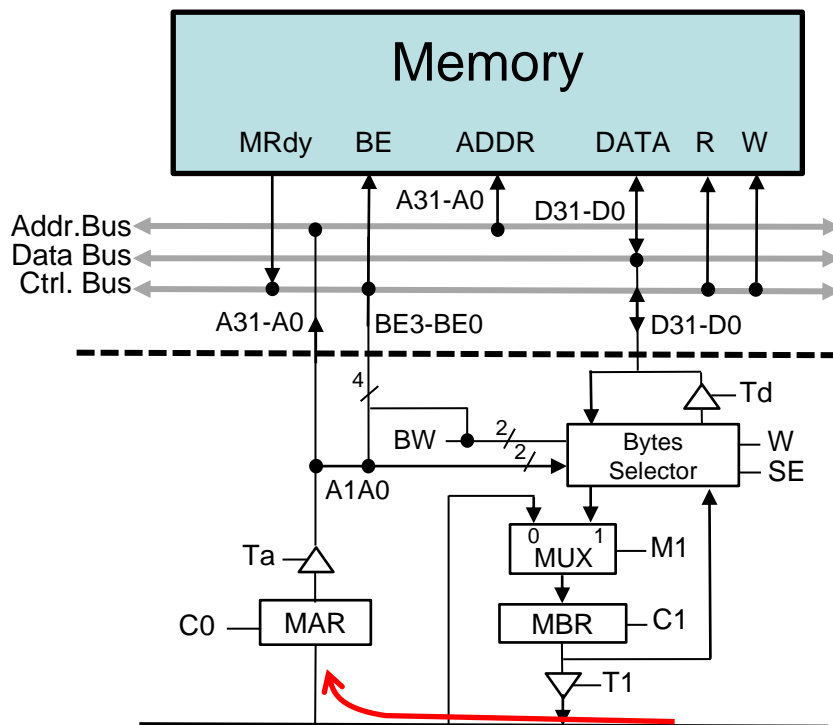 Memory
MRdy BE ADDR DATA R W
A31-A0 D31-D0
Addr.Bus
Data Bus
Ctrl. Bus
A31-A0 BE3-BE0 D31-D0
4
Td
BW 2 Bytes W
2 Selector SE
A1A0
0 1
Ta MUX M1
C0 MAR MBR C1
T1